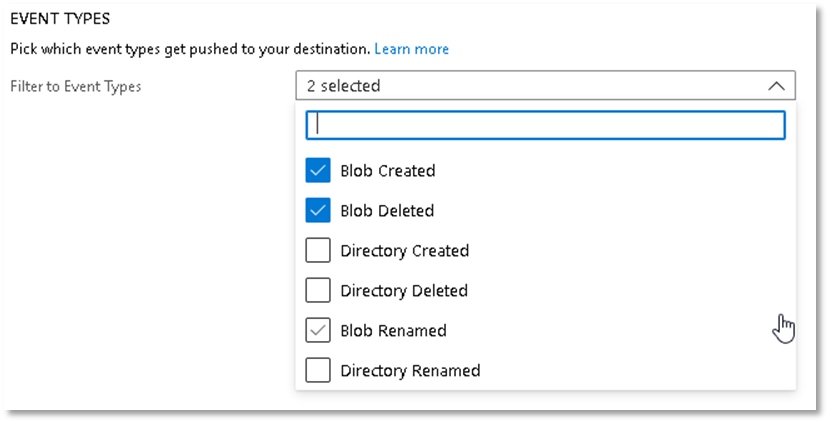 EVENT TYPES
Pick which event types get pushed to your destination. Learn more
Filter to Event Types
2 selected
Blob Created
Blob Deleted
Directory Created
Directory Deleted
Blob Renamed
Directory Renamed